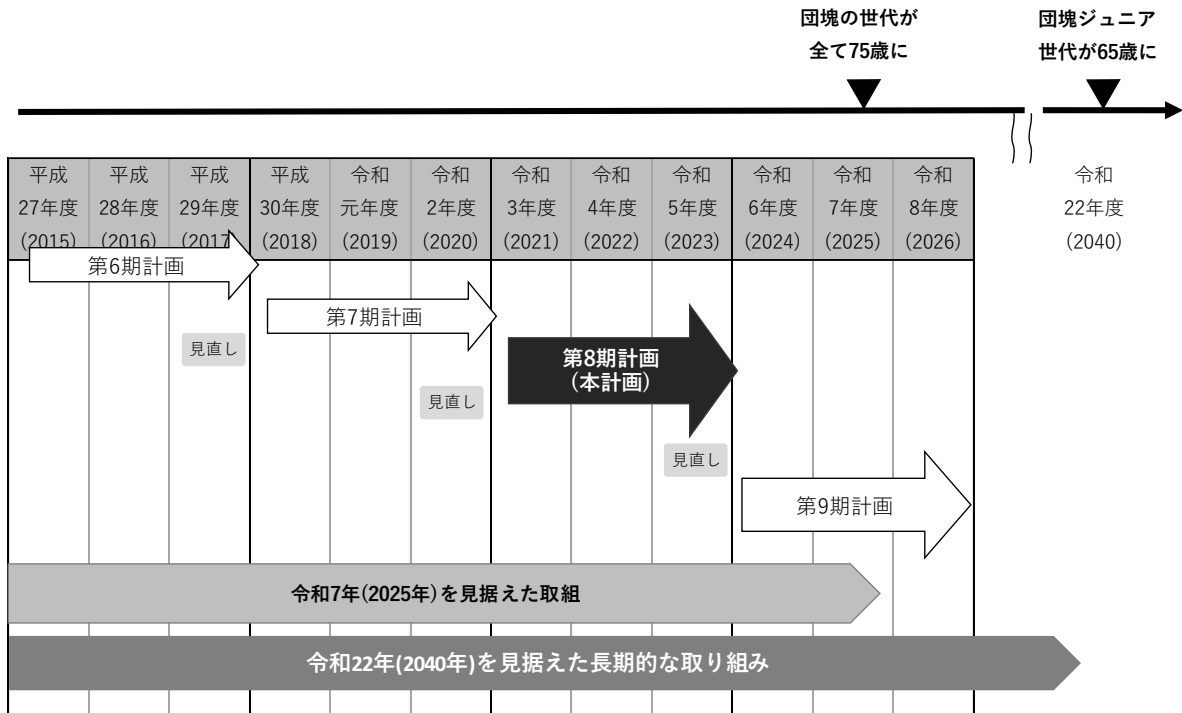 団塊の世代が
全て75歳に
団塊ジュニア
世代が65歳に
平成
27年度
(2015)
平成
28年度
(2016)
平成
29年度
(2017)
平成
30年度
(2018)
令和
元年度
(2019)
令和
2年度
(2020)
令和
3年度
(2021)
令和
4年度
(2022)
令和
5年度
(2023)
令和
6年度
(2024)
令和
7年度
(2025)
令和
8年度
(2026)
令和
22年度
(2040)
第6期計画
第7期計画
見直し
第8期計画
(本計画)
見直し
見直し
第9期計画
令和7年(2025年)を見据えた取組
令和22年(2040年)を見据えた長期的な取り組み